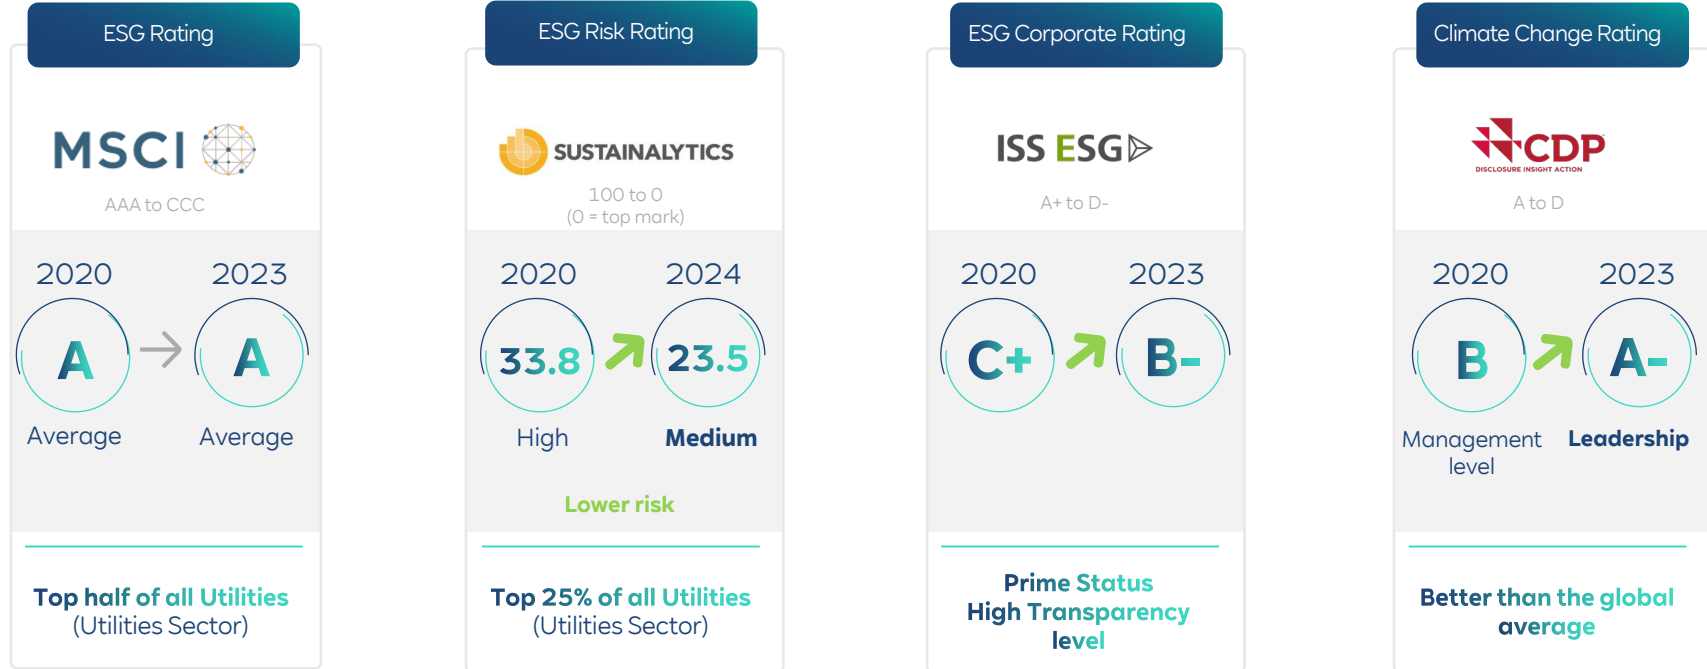 ESG Rating
MSCI
AAA to CCC
2020
2023
A
A
Average
Average
Top half of all Utilities
(Utilities Sector)
ESG Risk Rating
SUSTAINALYTICS
100 to 0
(0 = top mark)
2020
2024
33.8
23.5
High
Medium
Lower risk
Top 25% of all Utilities
(Utilities Sector)
ESG Corporate Rating
ISS ESG
A+ to D-
2020
2023
C+
B-
Prime Status
High Transparency
level
Climate Change Rating
CDP
DISCLOSURE INSIGHT ACTION
A to D
2020
2023
B
A-
Management
level
Leadership
Better than the global
average